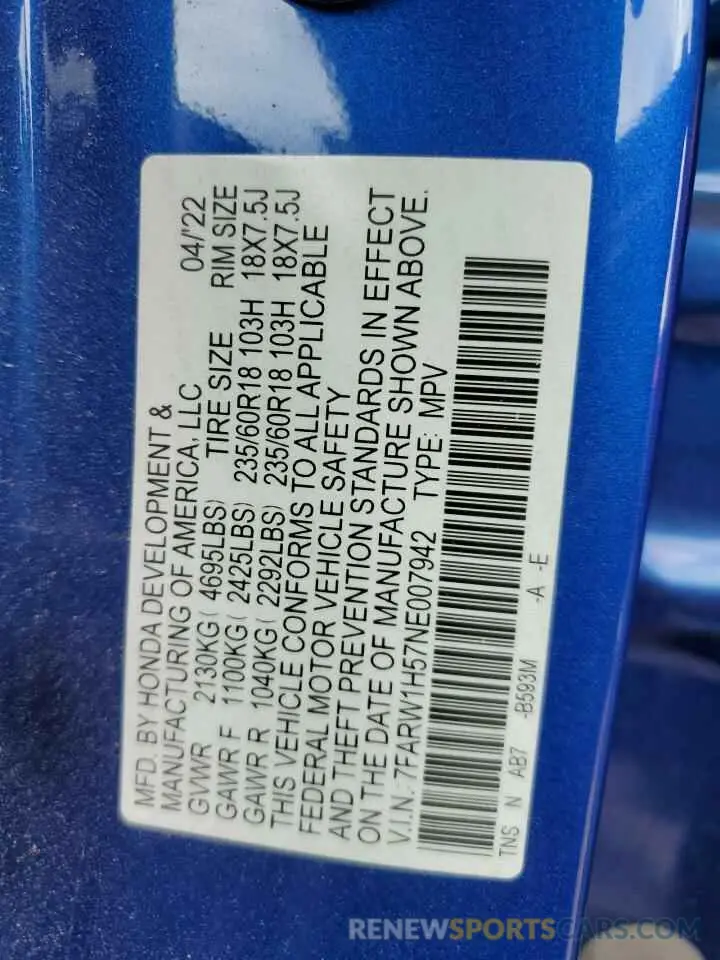 MFD. BY HONDA DEVELOPMENT &
MANUFACTURING OF AMERICA, LLC 04/'22
GVWR 2130KG( 4695LBS) TIRE SIZE RIM SIZE
GAWR F 1100KG( 2425LBS) 235/60R18 103H 18X7.5J
GAWR R 1040KG( 2292LBS) 235/60R18 103H 18X7.5J
THIS VEHICLE CONFORMS TO ALL APPLICABLE
FEDERAL MOTOR VEHICLE SAFETY
AND THEFT PREVENTION STANDARDS IN EFFECT
ON THE DATE OF MANUFACTURE SHOWN ABOVE.
V.I.N.: 7FARW1H57NE007942 TYPE: MPV
TNS N AB7 -B593M -A -E
RENEWSPORTSCARS.COM